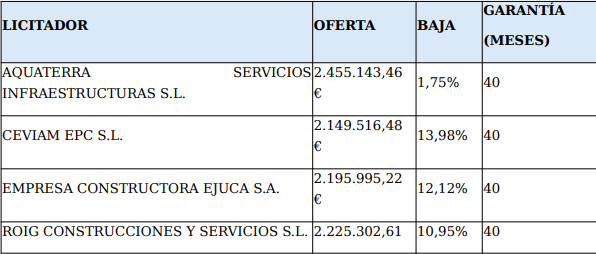 LICITADOR OFERTA BAJA GARANTÍA
(MESES)
AQUATERRA SERVICIOS
INFRAESTRUCTURAS S.L. 2.455.143,46
€ 1,75% 40
CEVIAM EPC S.L. 2.149.516,48
€ 13,98% 40
EMPRESA CONSTRUCTORA EJUCA S.A. 2.195.995,22
€ 12,12% 40
ROIG CONSTRUCCIONES Y SERVICIOS S.L. 2.225.302,61 10,95% 40